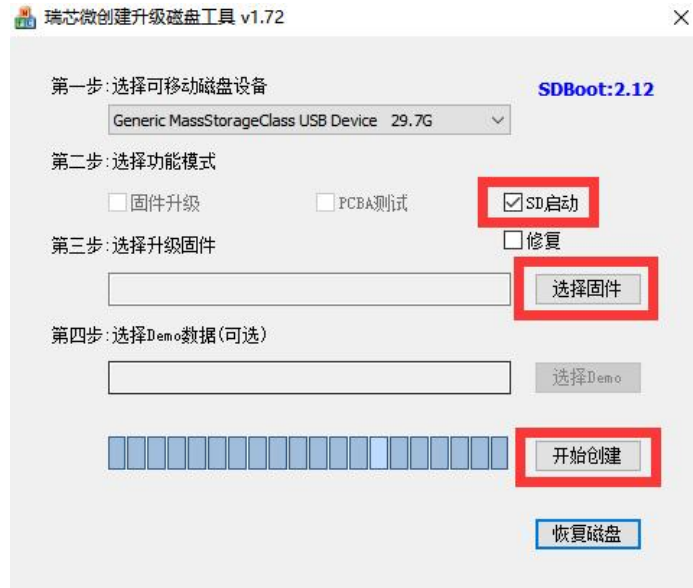 瑞芯微创建升级磁盘工具 v1.72
第一步:选择可移动磁盘设备
SDBoot:2.12
Generic MassStorageClass USB Device 29.7G
第二步:选择功能模式
固件升级 PCBA测试 SD启动
修复
第三步:选择升级固件
选择固件
第四步:选择Demo数据(可选)
选择Demo
开始创建
恢复磁盘